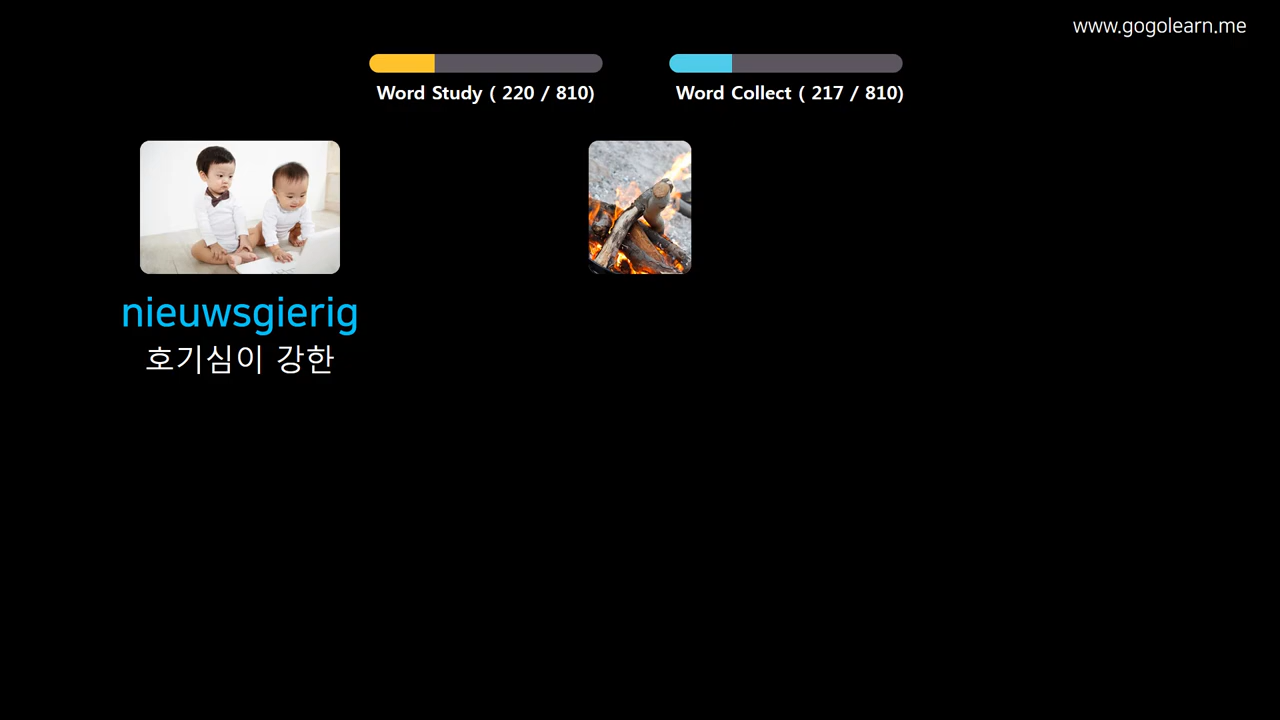 www.gogolearn.me
Word Study ( 220 / 810)
Word Collect ( 217 / 810)
nieuwsgierig
호기심이 강한